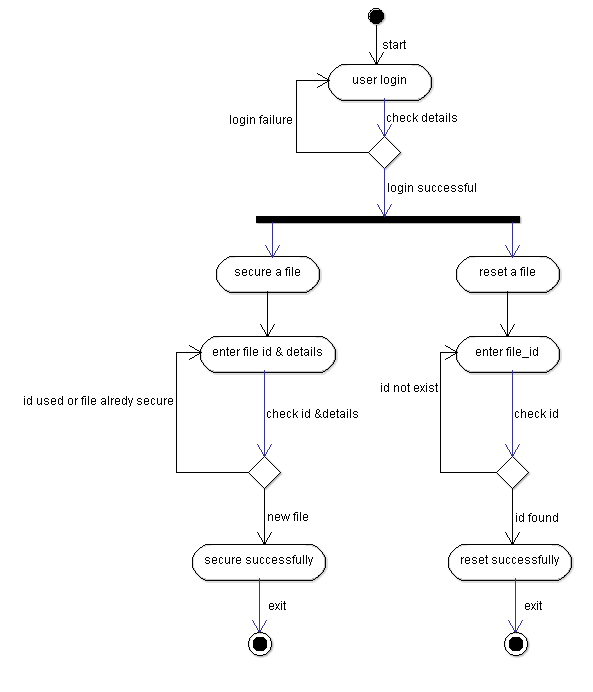 start
user login
login failure
check details
login successful
secure a file
reset a file
enter file id & details
enter file_id
id not exist
id used or file alredy secure
check id &details
check id
new file
id found
secure successfully
reset successfully
exit
exit